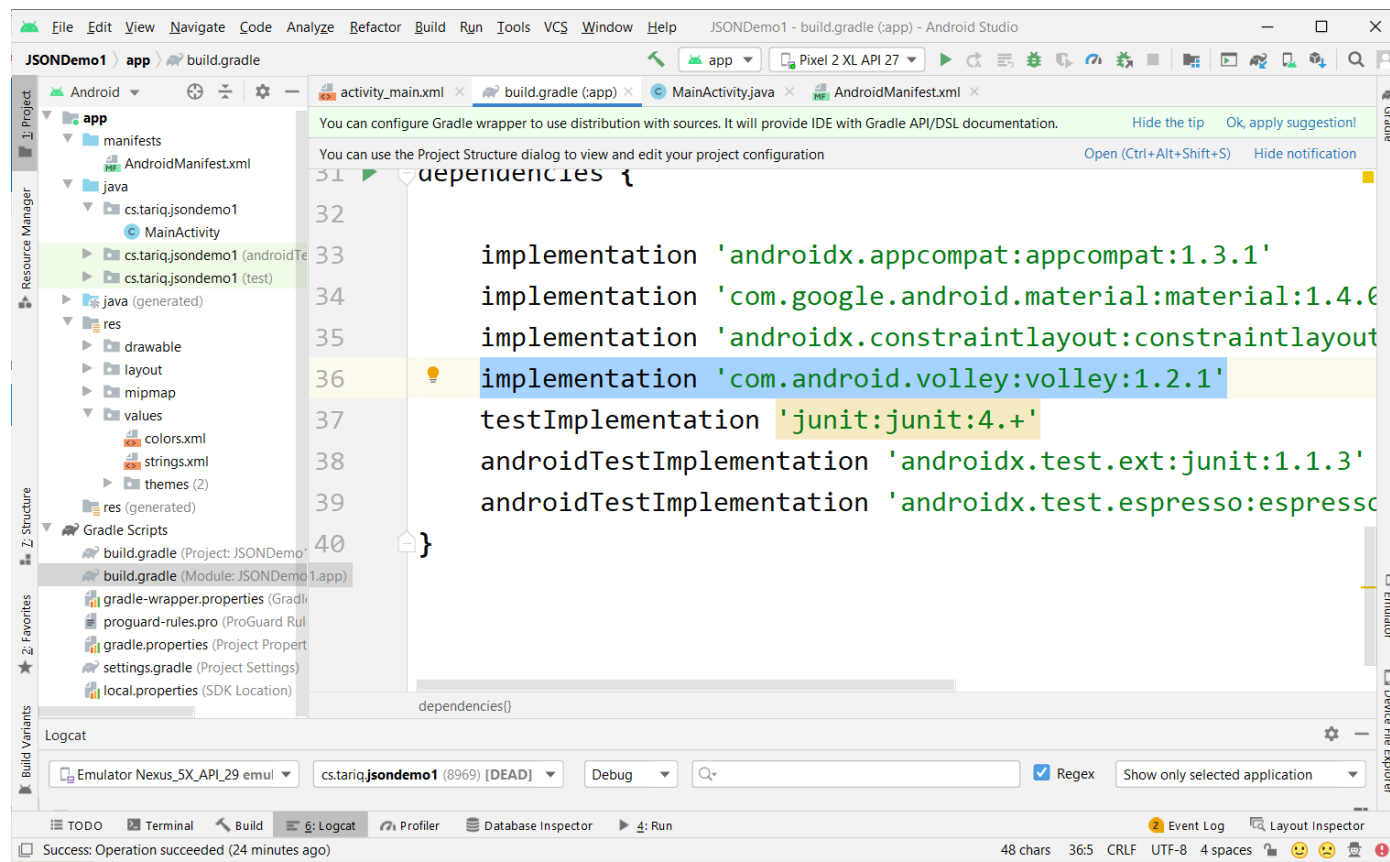 File Edit View Navigate Code Analyze Refactor Build Run Tools VCS Window Help JSONDemo1 - build.gradle (:app) - Android Studio
JSONDemo1 app build.gradle app Pixel 2 XL API 27
1: Project
Resource Manager
7: Structure
2: Favorites
Build Variants
Android
app
manifests
AndroidManifest.xml
java
cs.tariq.jsondemo1
MainActivity
cs.tariq.jsondemo1 (androidTe
cs.tariq.jsondemo1 (test)
java (generated)
res
drawable
layout
mipmap
values
colors.xml
strings.xml
themes (2)
res (generated)
Gradle Scripts
build.gradle (Project: JSONDemo1
build.gradle (Module: JSONDemo1.app)
gradle-wrapper.properties (Gradl
proguard-rules.pro (ProGuard Rul
gradle.properties (Project Propert
settings.gradle (Project Settings)
local.properties (SDK Location)
activity_main.xml build.gradle (:app) MainActivity.java AndroidManifest.xml
You can configure Gradle wrapper to use distribution with sources. It will provide IDE with Gradle API/DSL documentation. Hide the tip Ok, apply suggestion!
You can use the Project Structure dialog to view and edit your project configuration Open (Ctrl+Alt+Shift+S) Hide notification
31 dependencies {
32
33 implementation 'androidx.appcompat:appcompat:1.3.1'
34 implementation 'com.google.android.material:material:1.4.0
35 implementation 'androidx.constraintlayout:constraintlayout
36 implementation 'com.android.volley:volley:1.2.1'
37 testImplementation 'junit:junit:4.+'
38 androidTestImplementation 'androidx.test.ext:junit:1.1.3'
39 androidTestImplementation 'androidx.test.espresso:espresso
40 }
dependencies{}
Gradle
Emulator
Device File Explorer
Logcat
Emulator Nexus_5X_API_29 emul cs.tariq.jsondemo1 (8969) [DEAD] Debug Regex Show only selected application
TODO Terminal Build 6: Logcat Profiler Database Inspector 4: Run 2 Event Log Layout Inspector
Success: Operation succeeded (24 minutes ago) 48 chars 36:5 CRLF UTF-8 4 spaces